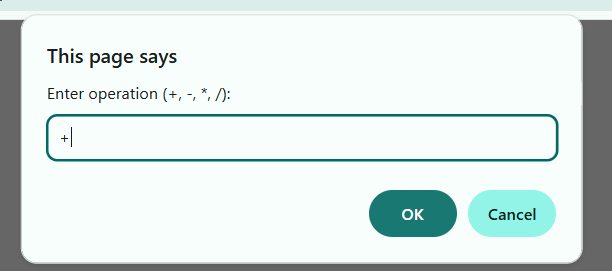 This page says
Enter operation (+, -, *, /):
+
OK Cancel